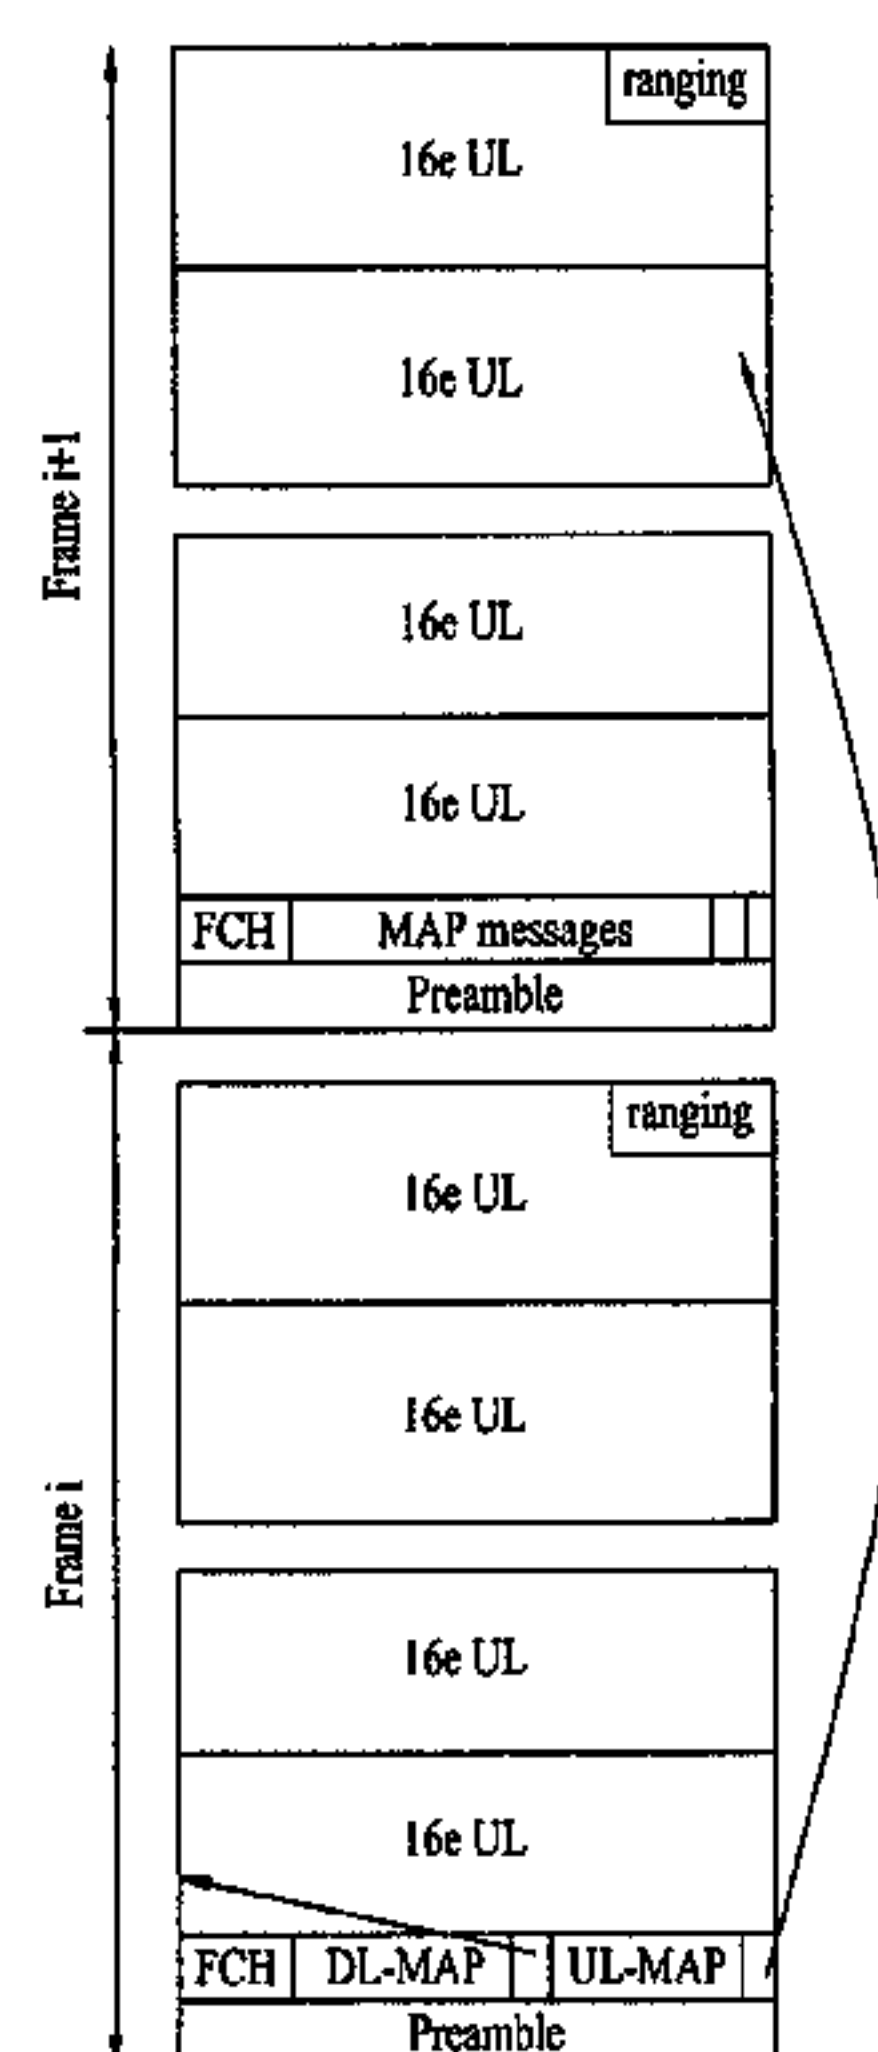 ranging
16e UL
16e UL
Frame i+1
16e UL
16e UL
FCH MAP messages
Preamble
ranging
16e UL
16e UL
Frame i
16e UL
16e UL
FCH DL-MAP UL-MAP
Preamble